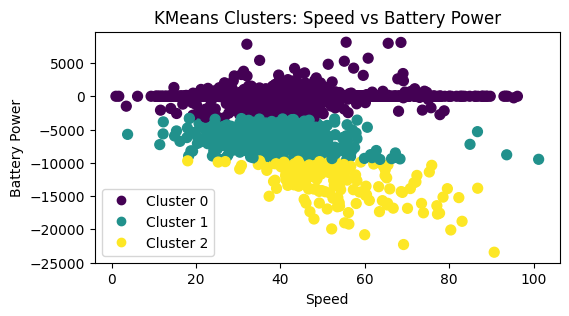 KMeans Clusters: Speed vs Battery Power
Battery Power
5000
0
−5000
−10000
−15000
−20000
−25000
Cluster 0
Cluster 1
Cluster 2
0 20 40 60 80 100
Speed